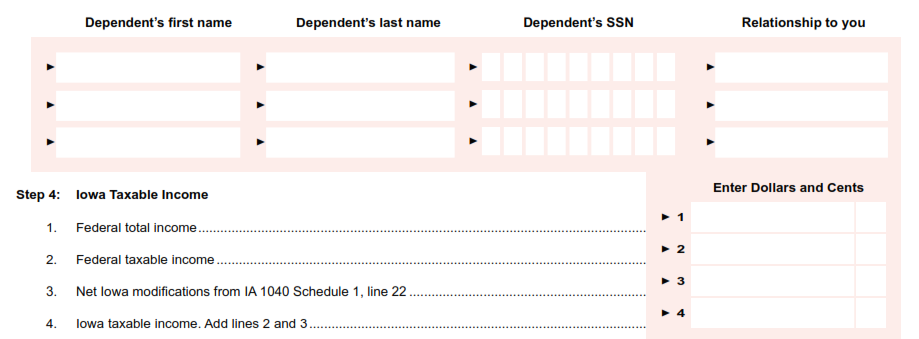 Dependent's first name Dependent's last name Dependent's SSN Relationship to you
Step 4: Iowa Taxable Income Enter Dollars and Cents
1. Federal total income ► 1
2. Federal taxable income ► 2
3. Net Iowa modifications from IA 1040 Schedule 1, line 22 ► 3
4. Iowa taxable income. Add lines 2 and 3 ► 4